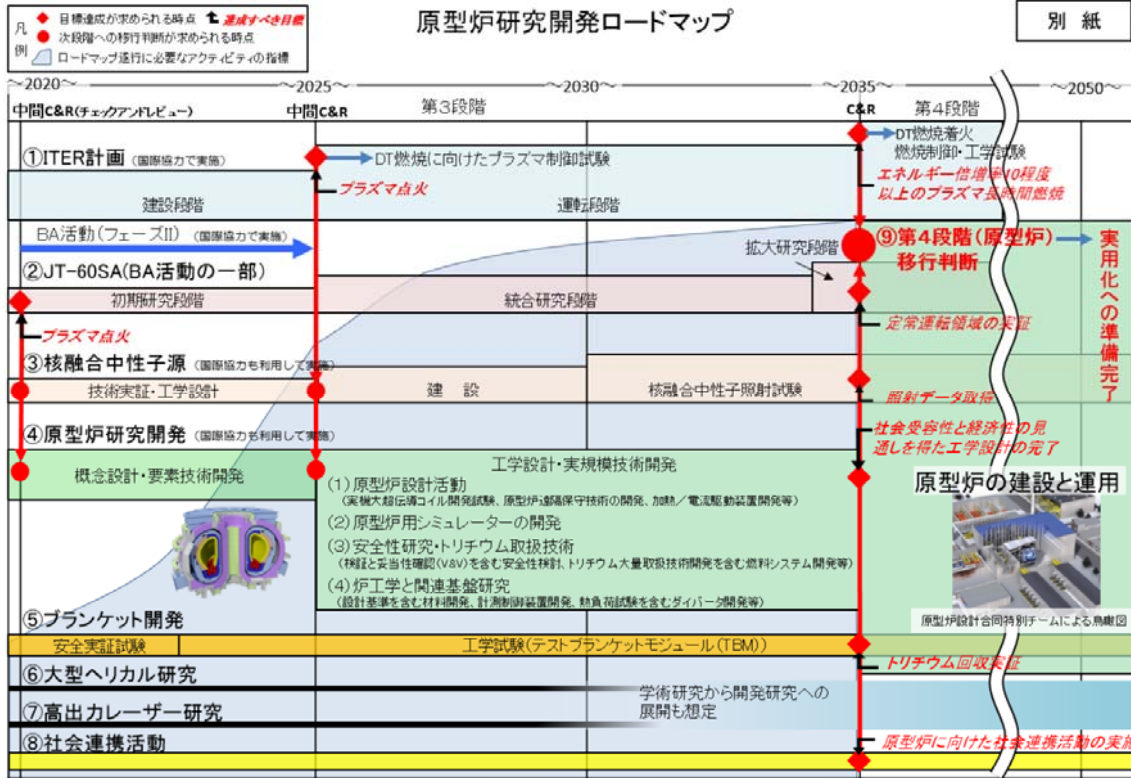 原型炉研究開発ロードマップ
別 紙
凡例
目標達成が求められる時点
達成すべき目標
次段階への移行判断が求められる時点
ロードマップ遂行に必要なアクティビティの指標
~2020~
~2025~
~2030~
~2035~
~2050~
中間C&R(チェックアンドレビュー)
中間C&R
第3段階
C&R
第4段階
①ITER計画 (国際協力で実施)
DT燃焼に向けたプラズマ制御試験
DT燃焼着火
燃焼制御・工学試験
プラズマ点火
エネルギー倍増率10程度
以上のプラズマ長時間燃焼
建設段階
運転段階
BA活動(フェーズII) (国際協力で実施)
拡大研究段階
⑨第4段階(原型炉)
移行判断
実用化への準備完了
②JT-60SA(BA活動の一部)
初期研究段階
統合研究段階
プラズマ点火
定常運転領域の実証
③核融合中性子源 (国際協力も利用して実施)
技術実証・工学設計
建 設
核融合中性子照射試験
照射データ取得
④原型炉研究開発 (国際協力も利用して実施)
社会受容性と経済性の見
通しを得た工学設計の完了
概念設計・要素技術開発
工学設計・実規模技術開発
(1)原型炉設計活動
(実機大超伝導コイル開発試験、原型炉遠隔保守技術の開発、加熱/電流駆動装置開発等)
(2)原型炉用シミュレーターの開発
(3)安全性研究・トリチウム取扱技術
(検証と妥当性確認(V&V)を含む安全性検討、トリチウム大量取扱技術開発を含む燃料システム開発等)
(4)炉工学と関連基盤研究
(設計基準を含む材料開発、計測制御装置開発、熱負荷試験を含むダイバータ開発等)
原型炉の建設と運用
原型炉設計合同特別チームによる鳥瞰図
⑤ブランケット開発
安全実証試験
工学試験(テストブランケットモジュール(TBM))
トリチウム回収実証
⑥大型ヘリカル研究
学術研究から開発研究への
展開も想定
⑦高出力レーザー研究
⑧社会連携活動
原型炉に向けた社会連携活動の実施